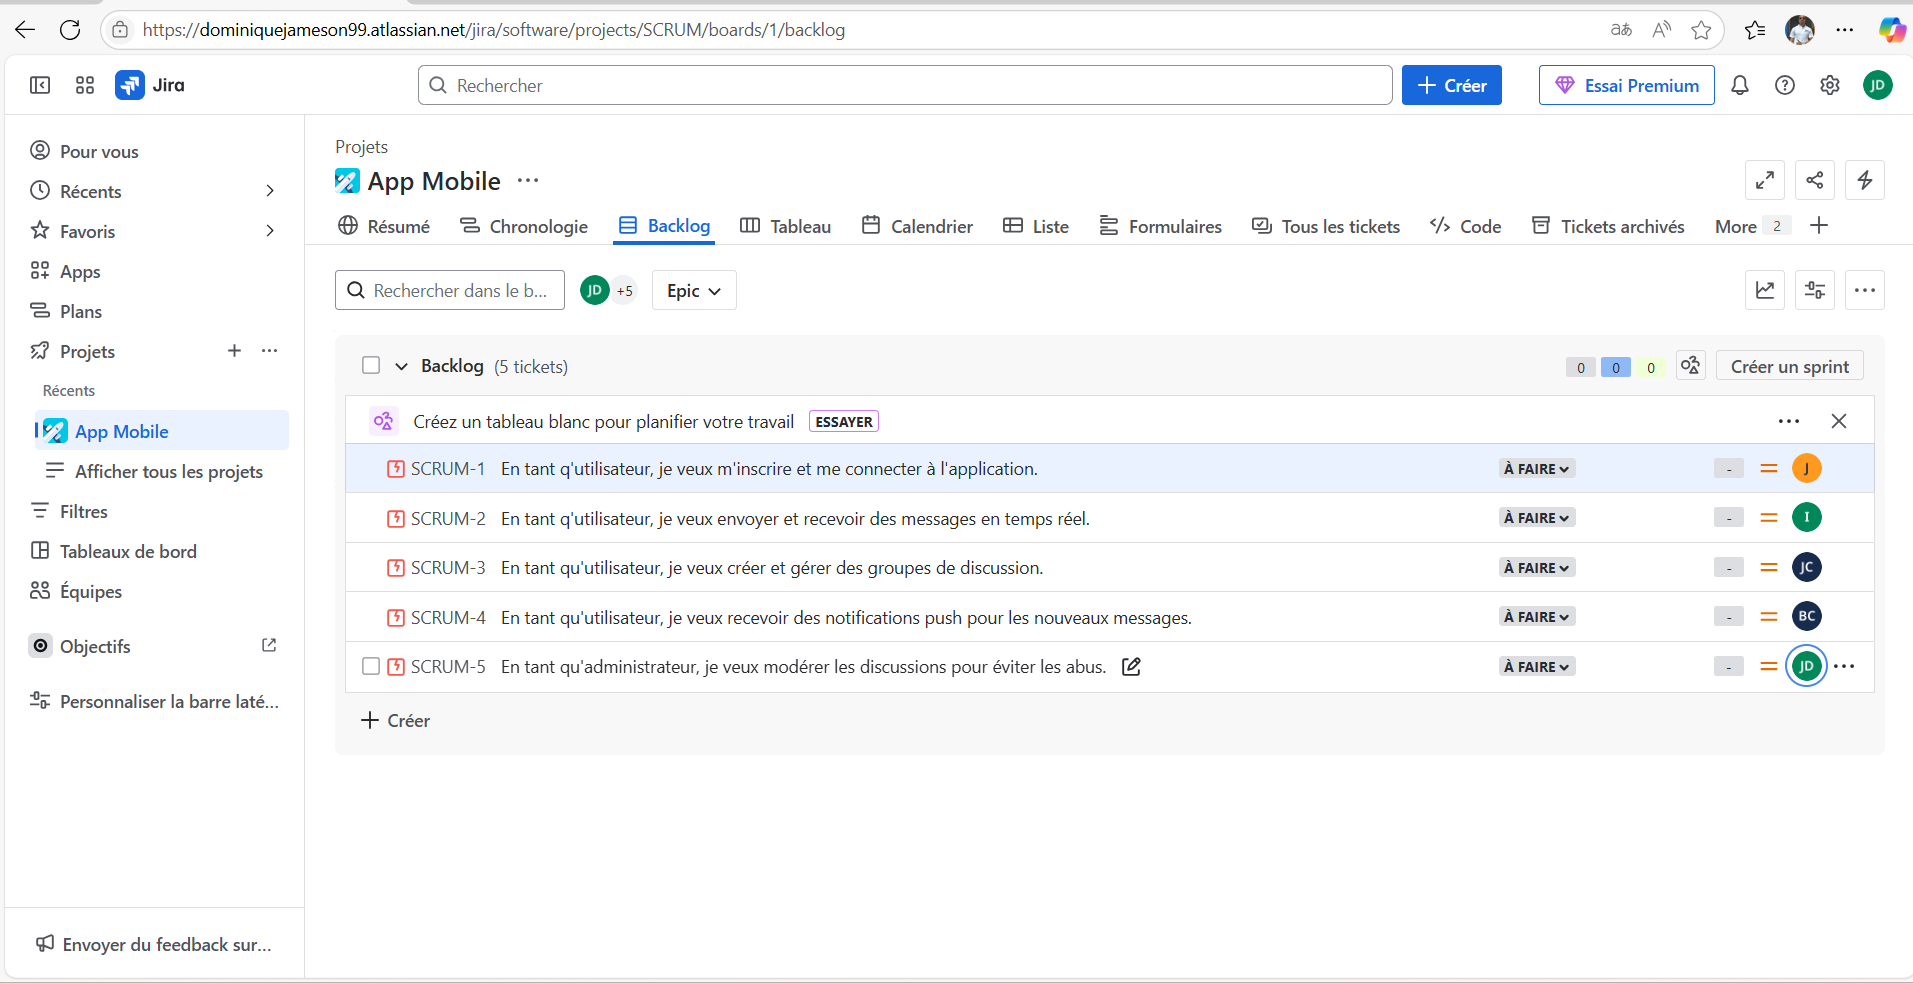 https://dominiquejameson99.atlassian.net/jira/software/projects/SCRUM/boards/1/backlog
Jira
Rechercher
Créer
Essai Premium
JD
Pour vous
Récents
Favoris
Apps
Plans
Projets
Récents
App Mobile
Afficher tous les projets
Filtres
Tableaux de bord
Équipes
Objectifs
Personnaliser la barre laté...
Envoyer du feedback sur...
Projets
App Mobile
Résumé
Chronologie
Backlog
Tableau
Calendrier
Liste
Formulaires
Tous les tickets
Code
Tickets archivés
More 2
Rechercher dans le b...
JD +5
Epic
Backlog (5 tickets)
0 0 0
Créer un sprint
Créez un tableau blanc pour planifier votre travail ESSAYER
SCRUM-1 En tant q'utilisateur, je veux m'inscrire et me connecter à l'application. À FAIRE - J
SCRUM-2 En tant q'utilisateur, je veux envoyer et recevoir des messages en temps réel. À FAIRE - I
SCRUM-3 En tant qu'utilisateur, je veux créer et gérer des groupes de discussion. À FAIRE - JC
SCRUM-4 En tant qu'utilisateur, je veux recevoir des notifications push pour les nouveaux messages. À FAIRE - BC
SCRUM-5 En tant qu'administrateur, je veux modérer les discussions pour éviter les abus. À FAIRE - JD
Créer